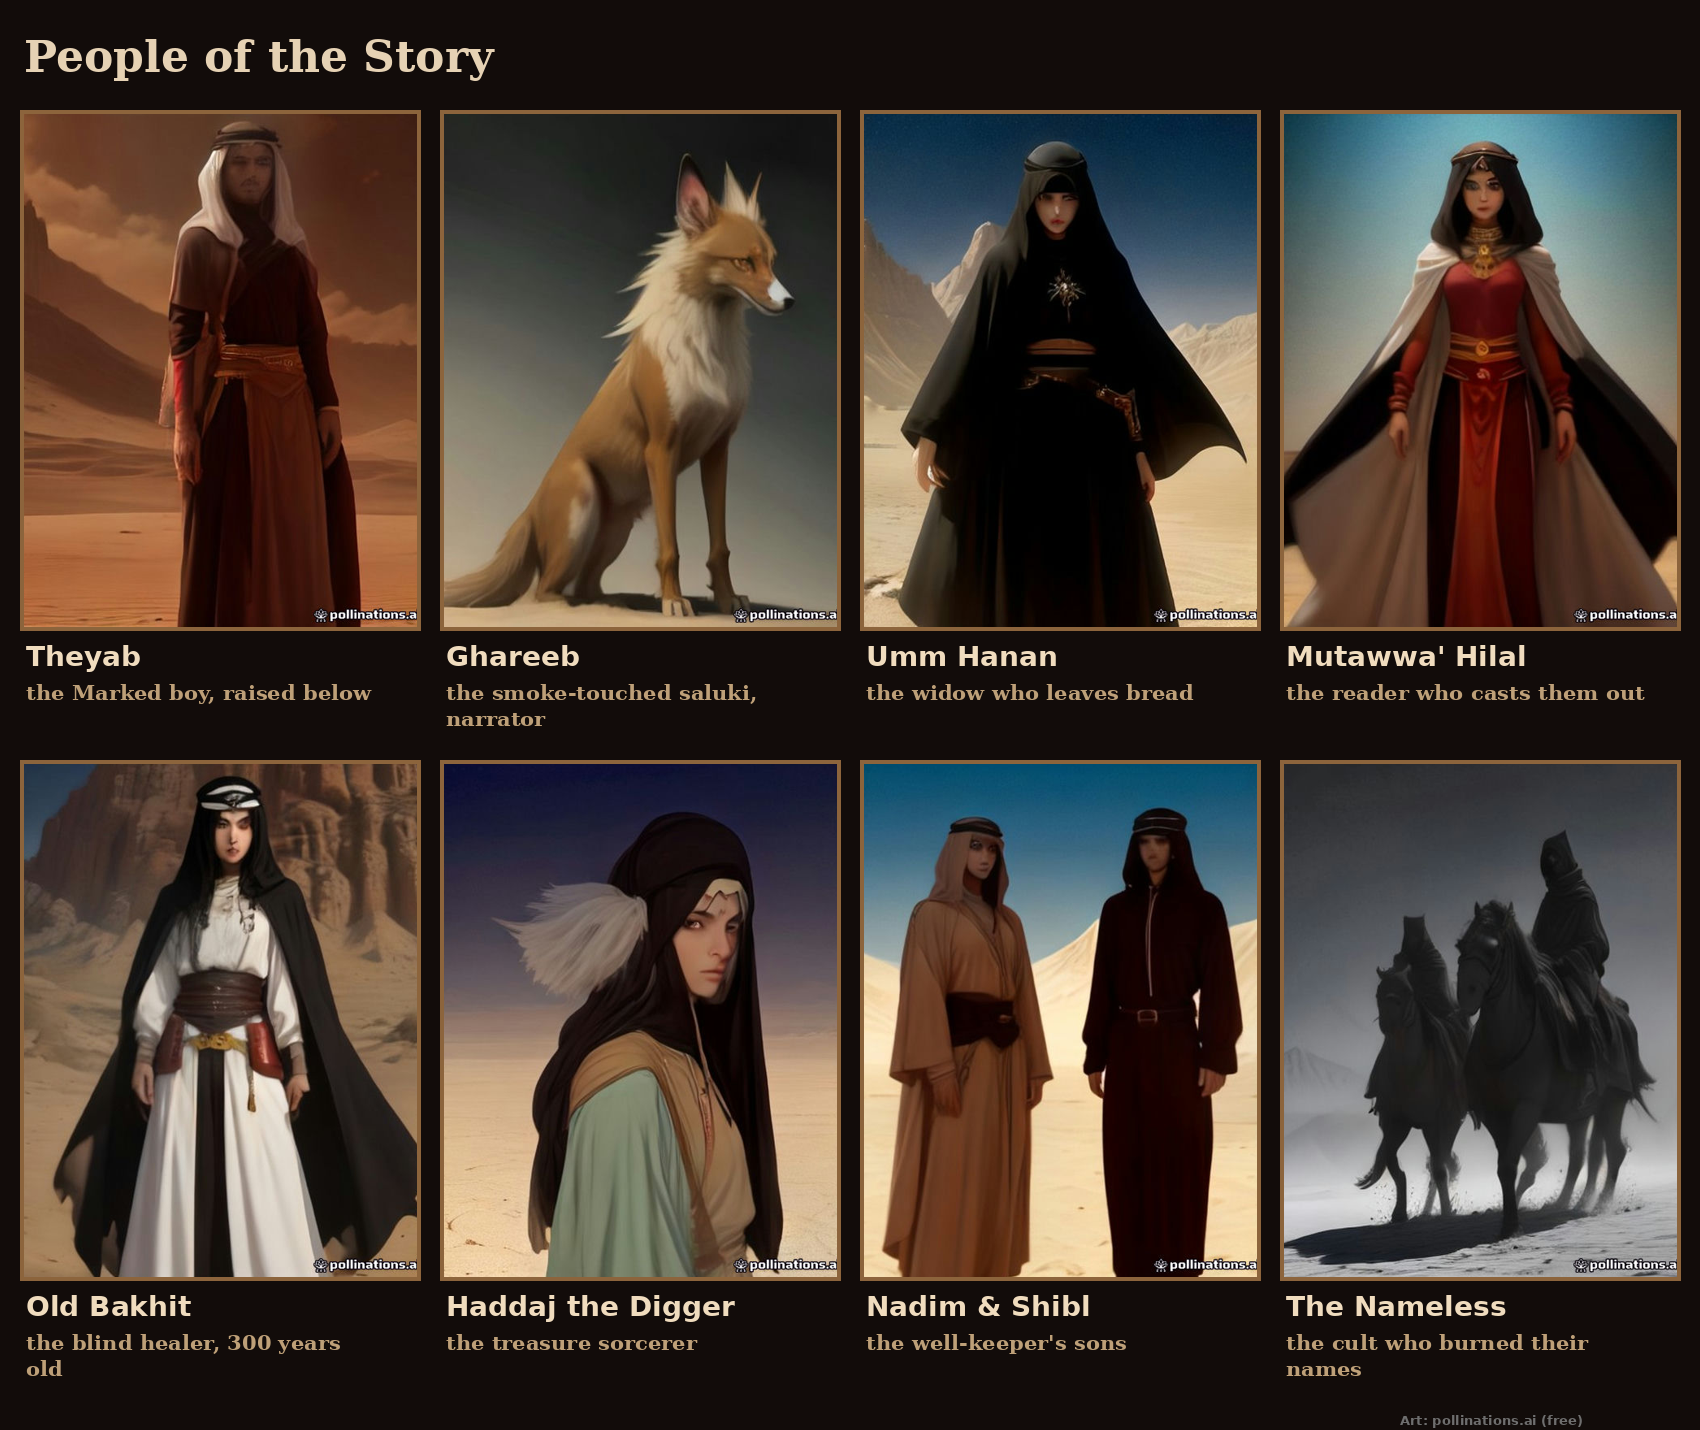 People of the Story
pollinations.a
pollinations.a
pollinations.a
pollinations.a
Theyab
the Marked boy, raised below
Ghareeb
the smoke-touched saluki,
narrator
Umm Hanan
the widow who leaves bread
Mutawwa' Hilal
the reader who casts them out
pollinations.a
pollinations.a
pollinations.a
pollinations.a
Old Bakhit
the blind healer, 300 years
old
Haddaj the Digger
the treasure sorcerer
Nadim & Shibl
the well-keeper's sons
The Nameless
the cult who burned their
names
Art: pollinations.ai (free)